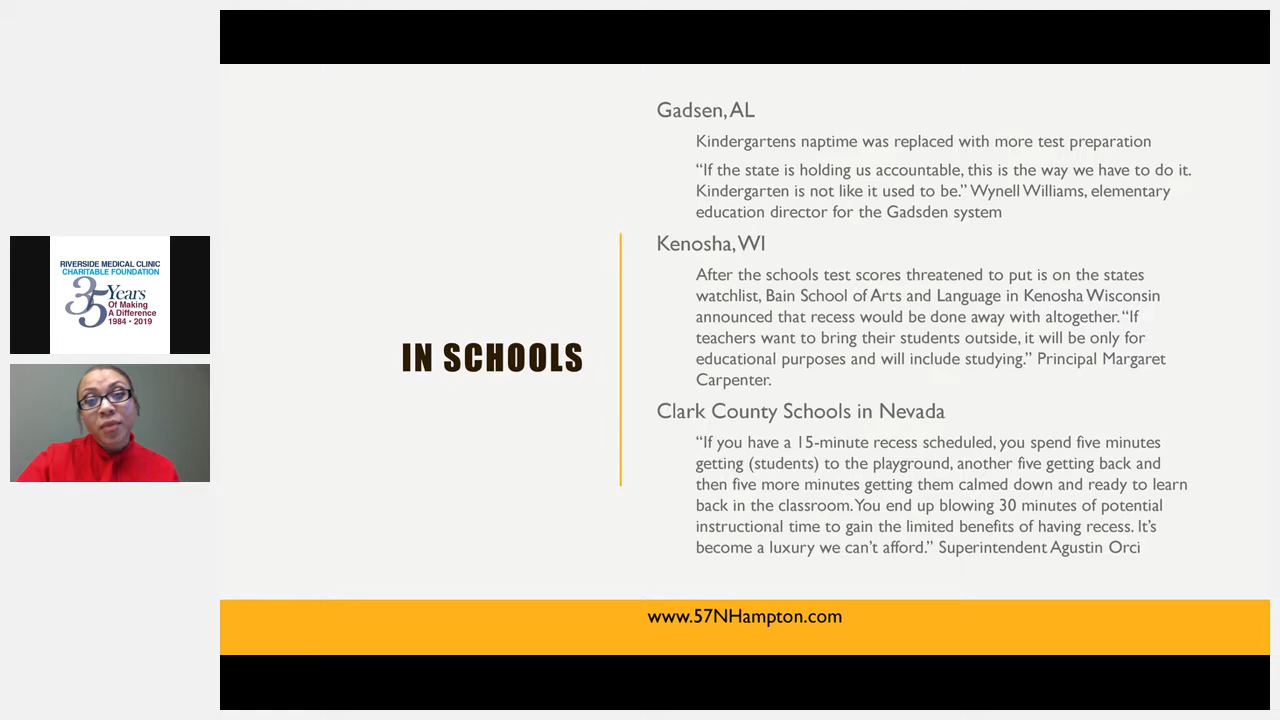 RIVERSIDE MEDICAL CLINIC
CHARITABLE FOUNDATION
35 Years
Of Making
A Difference
1984 • 2019
IN SCHOOLS
Gadsen, AL
Kindergartens naptime was replaced with more test preparation
“If the state is holding us accountable, this is the way we have to do it.
Kindergarten is not like it used to be.” Wynell Williams, elementary
education director for the Gadsden system
Kenosha, WI
After the schools test scores threatened to put is on the states
watchlist, Bain School of Arts and Language in Kenosha Wisconsin
announced that recess would be done away with altogether. “If
teachers want to bring their students outside, it will be only for
educational purposes and will include studying.” Principal Margaret
Carpenter.
Clark County Schools in Nevada
“If you have a 15-minute recess scheduled, you spend five minutes
getting (students) to the playground, another five getting back and
then five more minutes getting them calmed down and ready to learn
back in the classroom. You end up blowing 30 minutes of potential
instructional time to gain the limited benefits of having recess. It’s
become a luxury we can’t afford.” Superintendent Agustin Orci
www.57NHampton.com